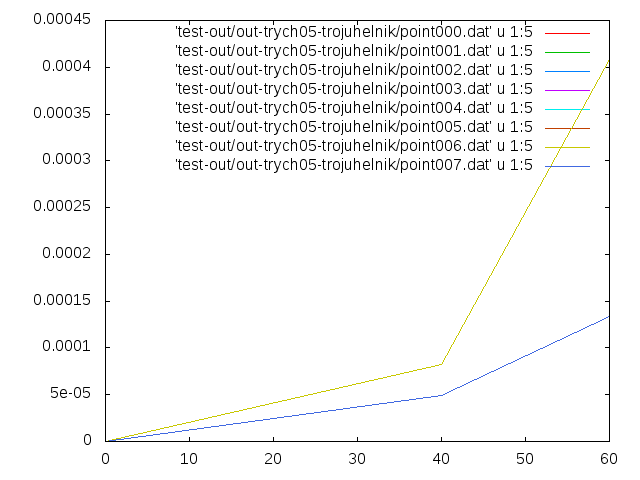 0.00045
0.0004
0.00035
0.0003
0.00025
0.0002
0.00015
0.0001
5e-05
0
0 10 20 30 40 50 60
'test-out/out-trych05-trojuhelnik/point000.dat' u 1:5
'test-out/out-trych05-trojuhelnik/point001.dat' u 1:5
'test-out/out-trych05-trojuhelnik/point002.dat' u 1:5
'test-out/out-trych05-trojuhelnik/point003.dat' u 1:5
'test-out/out-trych05-trojuhelnik/point004.dat' u 1:5
'test-out/out-trych05-trojuhelnik/point005.dat' u 1:5
'test-out/out-trych05-trojuhelnik/point006.dat' u 1:5
'test-out/out-trych05-trojuhelnik/point007.dat' u 1:5